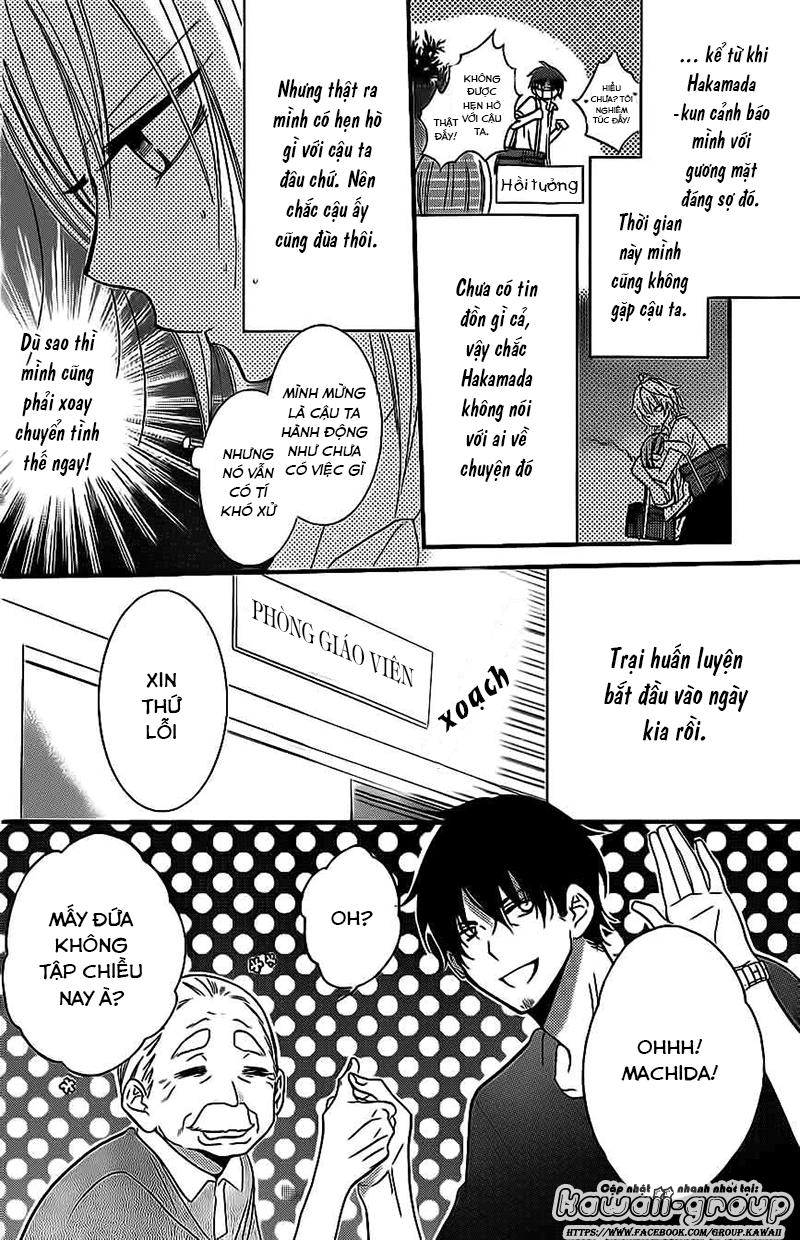 ... kể từ khi
Hakamada
-kun cảnh báo
mình với
gương mặt
đáng sợ đó.
HIỂU
CHƯA? TÔI
NGHIÊM
TÚC ĐẤY!
KHÔNG
ĐƯỢC
HẸN HÒ
VỚI CẬU
TA.
THẬT
ĐẤY!
Hồi tưởng
Thời gian
này mình
cũng không
gặp cậu ta.
Chưa có tin
đồn gì cả,
vậy chắc
Hakamada
không nói
với ai về
chuyện đó
Nhưng thật ra
mình có hẹn hò
gì với cậu ta
đâu chứ. Nên
chắc cậu ấy
cũng đùa thôi.
MÌNH MỪNG
LÀ CẬU TA
HÀNH ĐỘNG
NHƯ CHƯA
CÓ VIỆC GÌ
NHƯNG
NÓ VẪN
CÓ TÍ
KHÓ XỬ
Dù sao thì
mình cũng
phải xoay
chuyển tình
thế ngay!
Trại huấn luyện
bắt đầu vào ngày
kia rồi.
PHÒNG GIÁO VIÊN
xoạch
XIN
THỨ
LỖI
OHHH!
MACHIDA!
OH?
MẤY ĐỨA
KHÔNG
TẬP CHIỀU
NAY À?
Cập nhật nhanh nhất tại:
kawaii-group
HTTPS://WWW.FACEBOOK.COM/GROUP.KAWAII